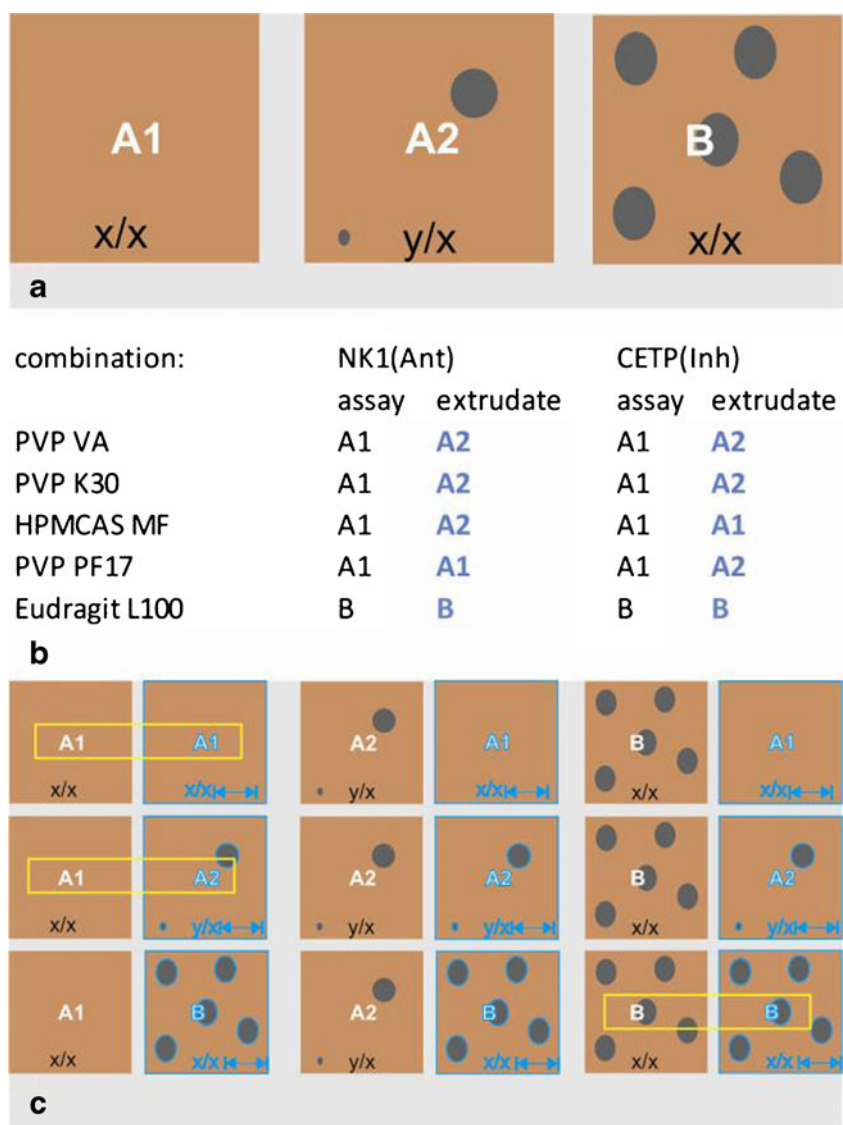 A1 A2 B
x/x y/x x/x
a
combination: NK1(Ant) CETP(Inh)
assay extrudate assay extrudate
PVP VA A1 A2 A1 A2
PVP K30 A1 A2 A1 A2
HPMCAS MF A1 A2 A1 A1
PVP PF17 A1 A1 A1 A2
Eudragit L100 B B B B
b
A1 A1 A2 A1 B A1
x/x x/x y/x x/x x/x x/x
A1 A2 A2 A2 B A2
x/x y/x y/x y/x x/x y/x
A1 B A2 B B B
x/x x/x y/x x/x x/x x/x
c